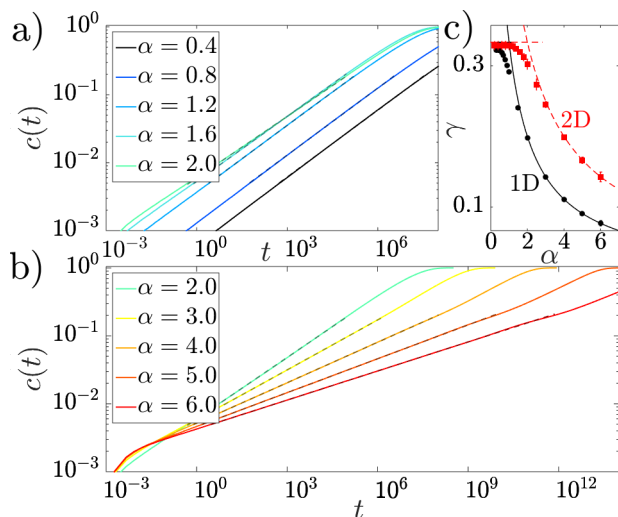 a)
c(t)
10^0
10^-1
10^-2
10^-3
α = 0.4
α = 0.8
α = 1.2
α = 1.6
α = 2.0
10^-3
10^0
t
10^3
10^6
c)
γ
0.3
0.1
2D
1D
0
2
α
4
6
b)
c(t)
10^0
10^-1
10^-2
10^-3
α = 2.0
α = 3.0
α = 4.0
α = 5.0
α = 6.0
10^-3
10^0
10^3
10^6
10^9
10^12
t